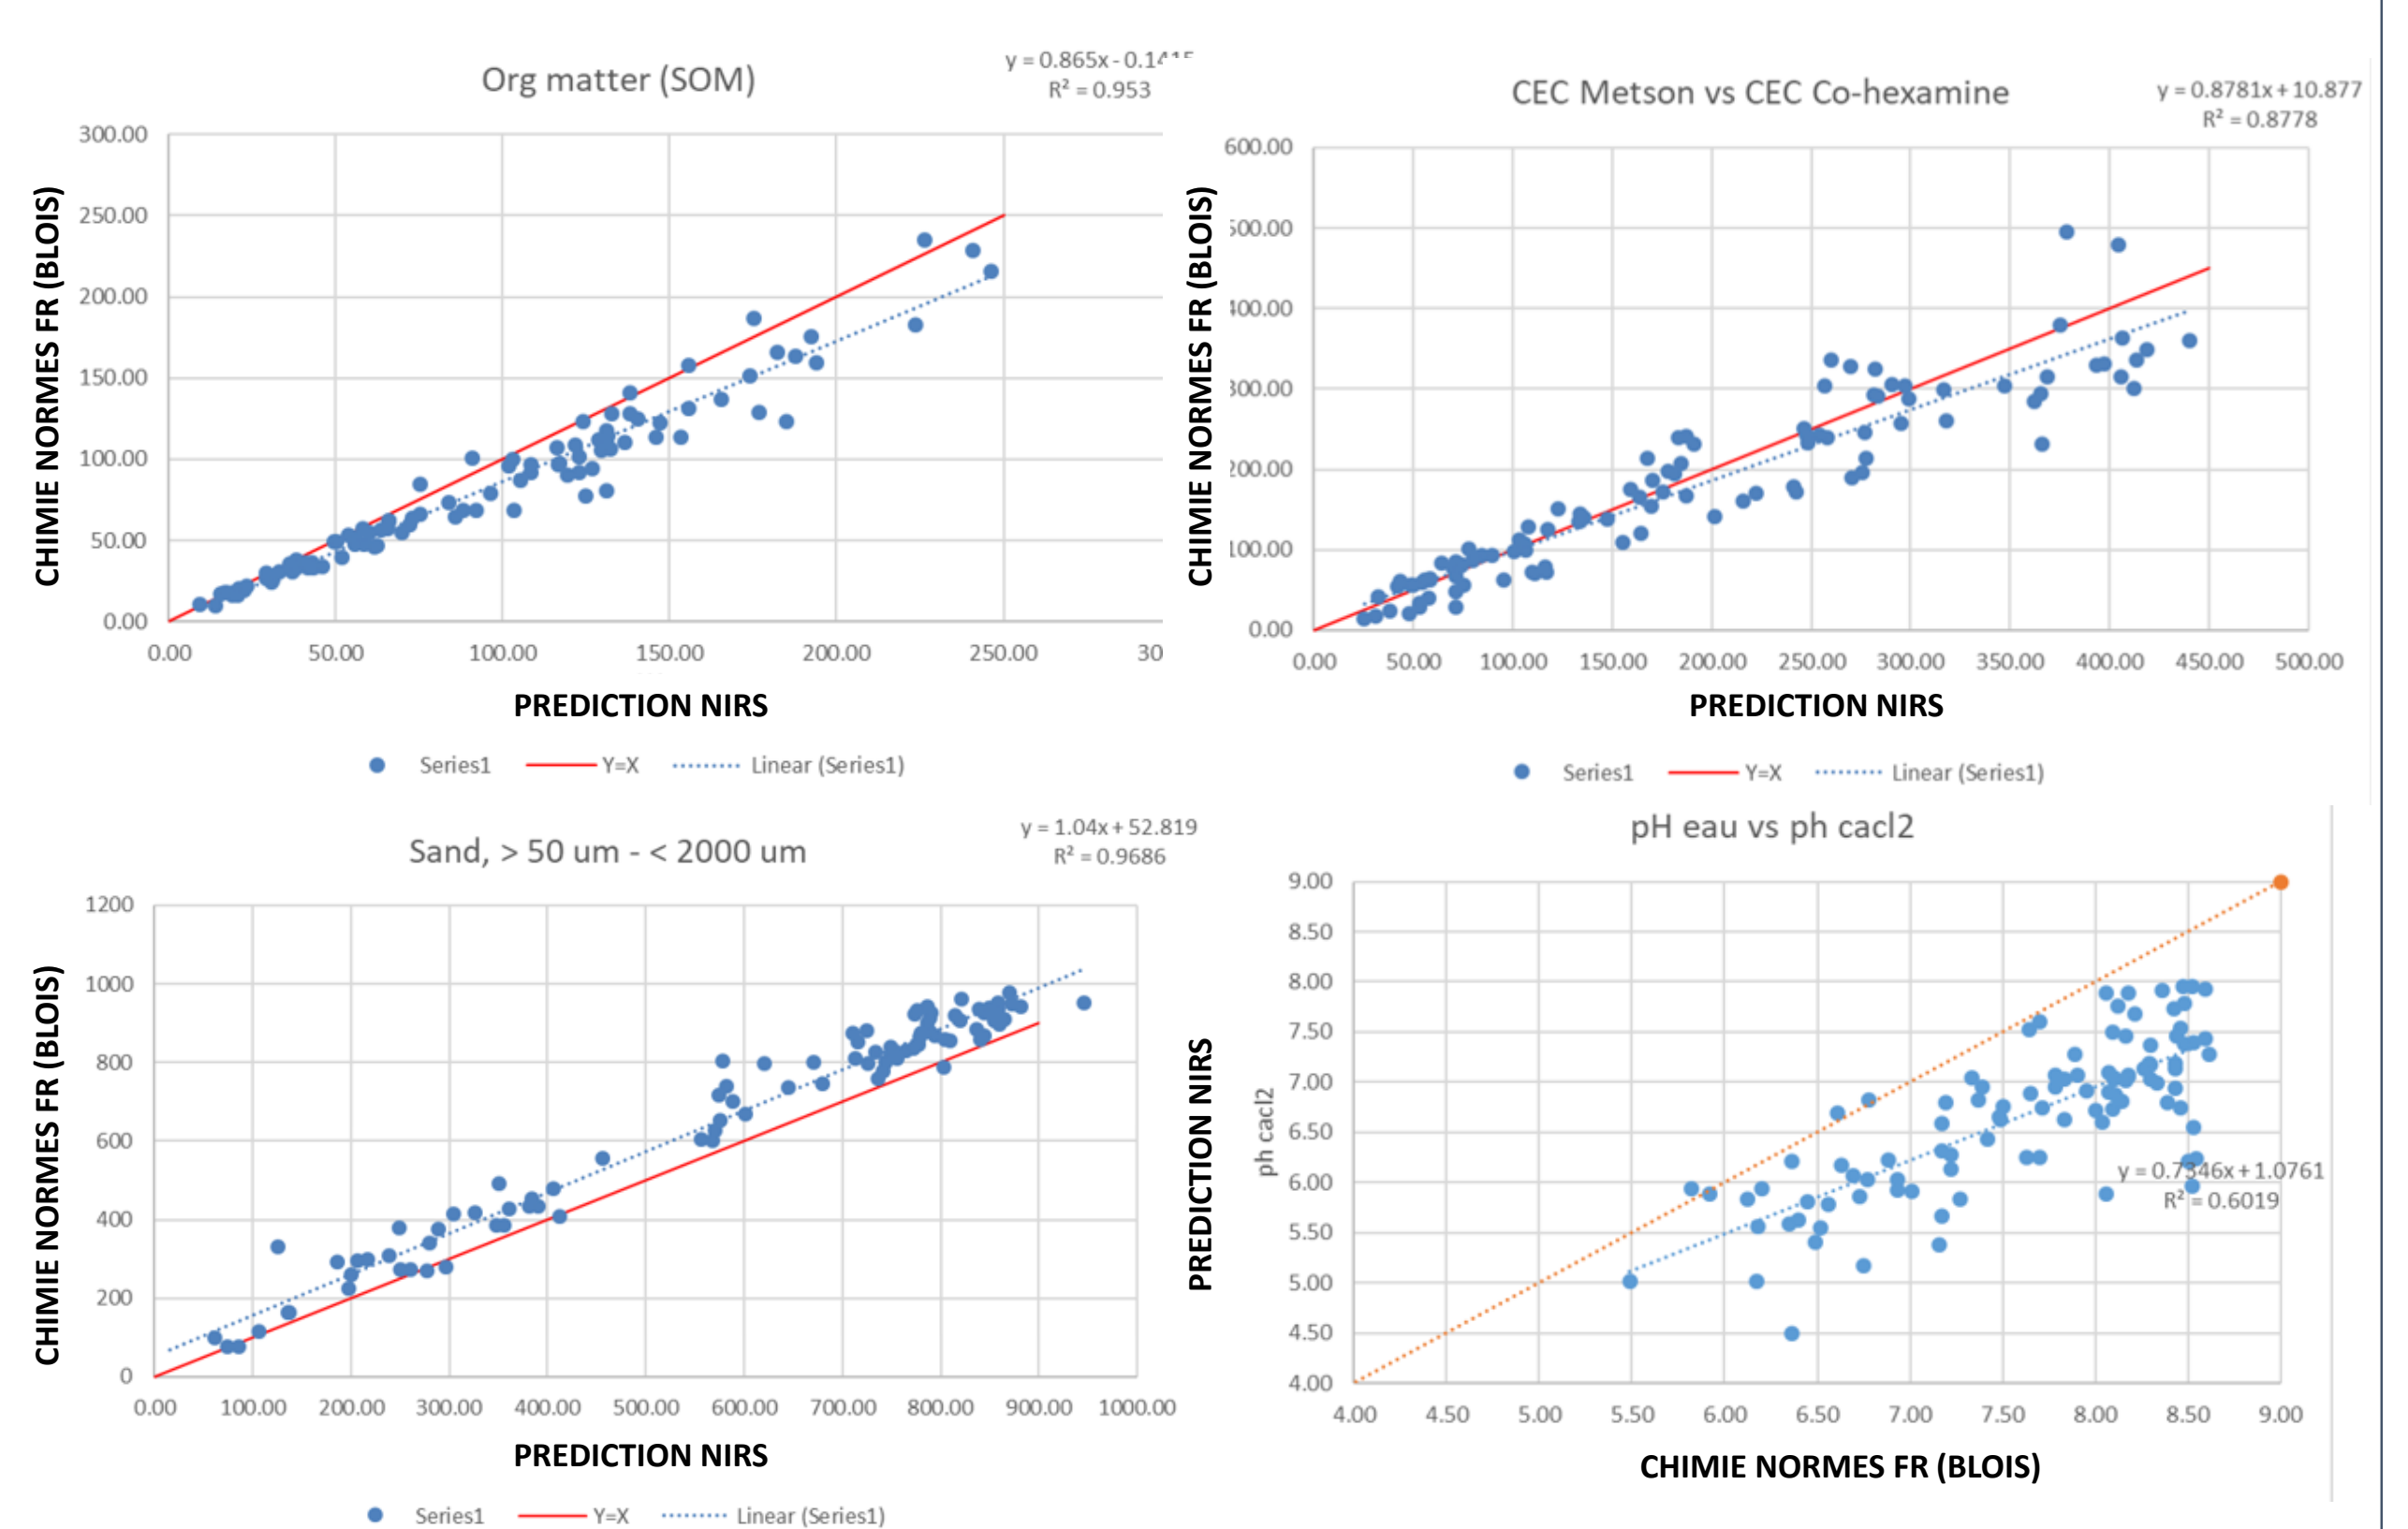 Org matter (SOM)
y = 0.865x - 0.1415
R² = 0.953
300.00
250.00
200.00
150.00
100.00
50.00
0.00
0.00 50.00 100.00 150.00 200.00 250.00 30
CHIMIE NORMES FR (BLOIS)
PREDICTION NIRS
Series1 Y=X Linear (Series1)
CEC Metson vs CEC Co-hexamine
y = 0.8781x + 10.877
R² = 0.8778
600.00
500.00
400.00
300.00
200.00
100.00
0.00
0.00 50.00 100.00 150.00 200.00 250.00 300.00 350.00 400.00 450.00 500.00
CHIMIE NORMES FR (BLOIS)
PREDICTION NIRS
Series1 Y=X Linear (Series1)
Sand, > 50 um - < 2000 um
y = 1.04x + 52.819
R² = 0.9686
1200
1000
800
600
400
200
0
0.00 100.00 200.00 300.00 400.00 500.00 600.00 700.00 800.00 900.00 1000.00
CHIMIE NORMES FR (BLOIS)
PREDICTION NIRS
Series1 Y=X Linear (Series1)
pH eau vs ph cacl2
9.00
8.50
8.00
7.50
7.00
6.50
6.00
5.50
5.00
4.50
4.00
4.00 4.50 5.00 5.50 6.00 6.50 7.00 7.50 8.00 8.50 9.00
y = 0.7346x + 1.0761
R² = 0.6019
PREDICTION NIRS
ph cacl2
CHIMIE NORMES FR (BLOIS)